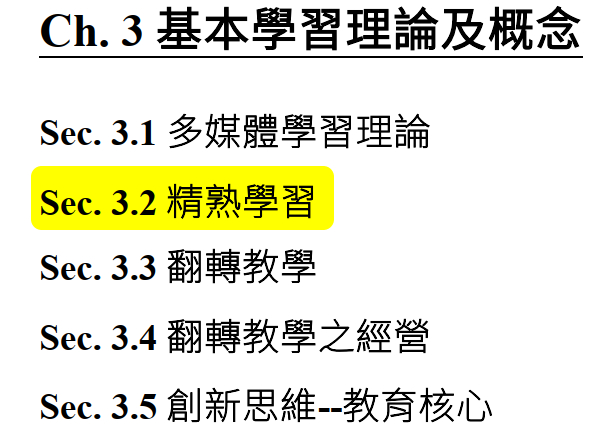 Ch. 3 基本學習理論及概念
Sec. 3.1 多媒體學習理論
Sec. 3.2 精熟學習
Sec. 3.3 翻轉教學
Sec. 3.4 翻轉教學之經營
Sec. 3.5 創新思維--教育核心